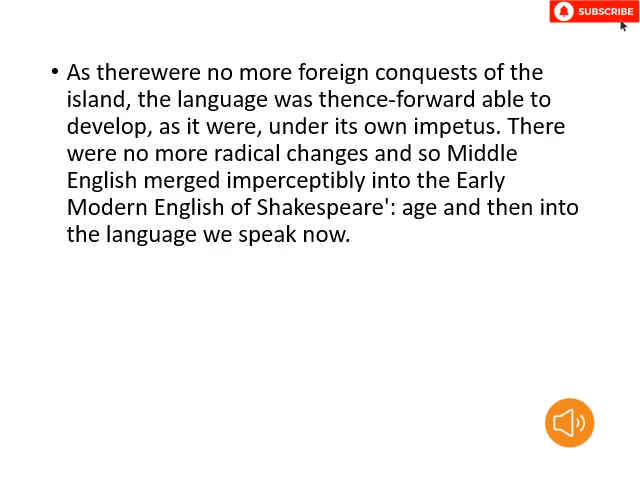 SUBSCRIBE
• As therewere no more foreign conquests of the
island, the language was thence-forward able to
develop, as it were, under its own impetus. There
were no more radical changes and so Middle
English merged imperceptibly into the Early
Modern English of Shakespeare': age and then into
the language we speak now.